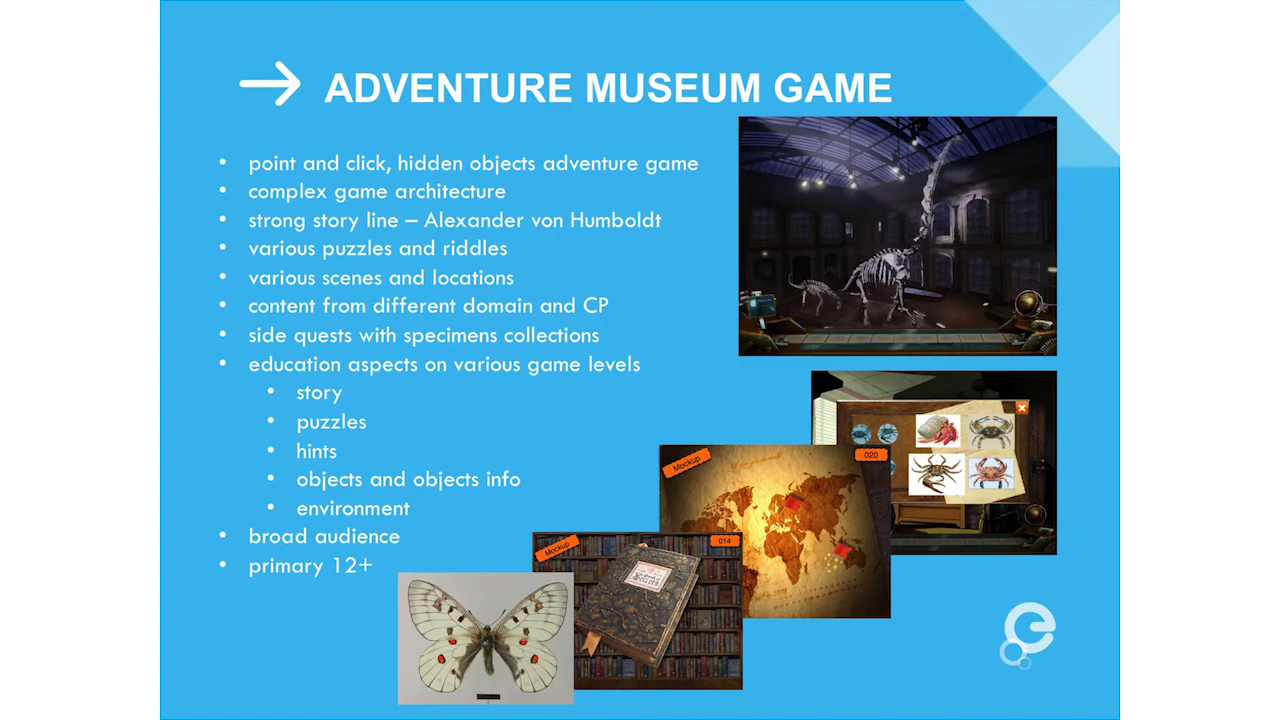 ADVENTURE MUSEUM GAME
• point and click, hidden objects adventure game
• complex game architecture
• strong story line – Alexander von Humboldt
• various puzzles and riddles
• various scenes and locations
• content from different domain and CP
• side quests with specimens collections
• education aspects on various game levels
• story
• puzzles
• hints
• objects and objects info
• environment
• broad audience
• primary 12+
Mockup
020
Mockup
014